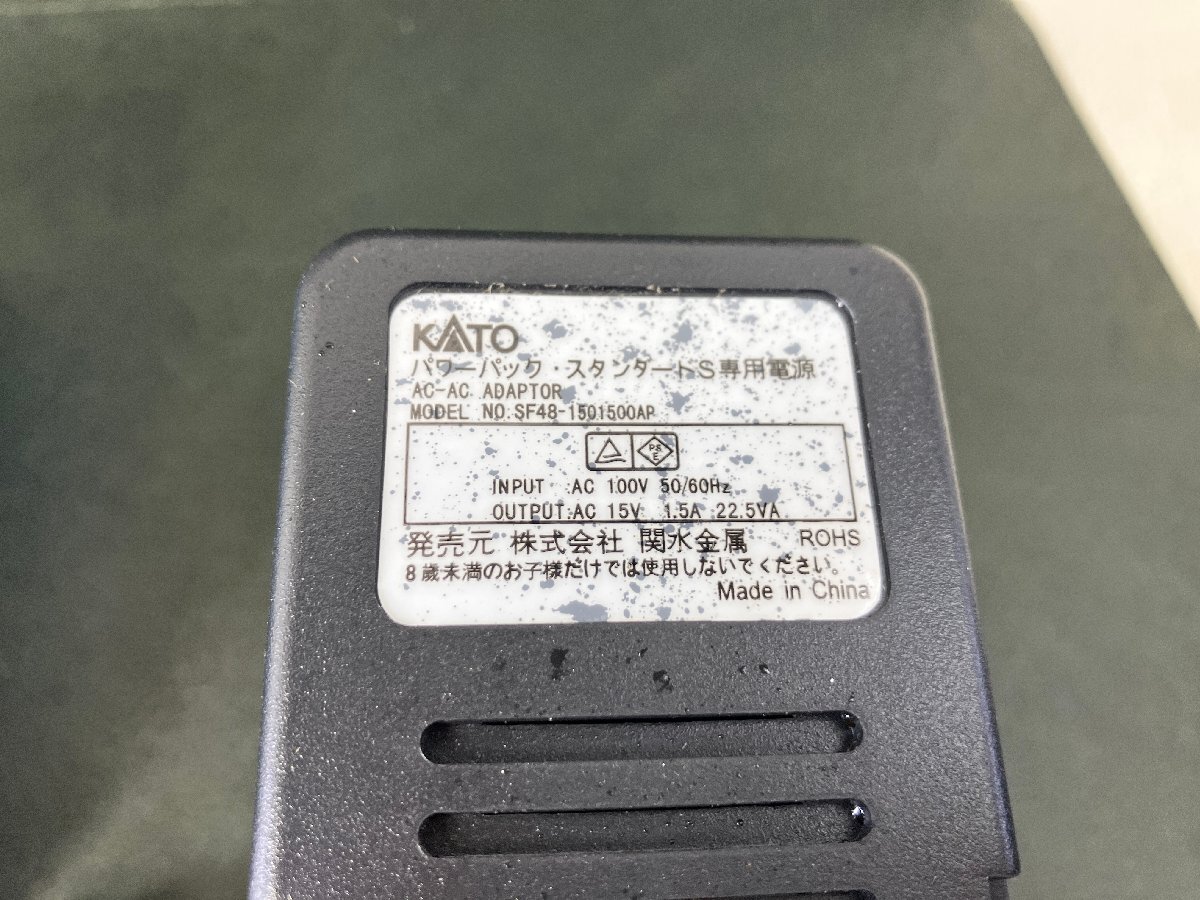 KATO
パワーパック・スタンダードS専用電源
AC-AC ADAPTOR
MODEL NO.SF48-1501500AP
PS
E
INPUT AC 100V 50/60Hz
OUTPUT:AC 15V 1.5A 22.5VA
発売元 株式会社 関水金属 ROHS
8歳未満のお子様だけでは使用しないでください。
Made in China